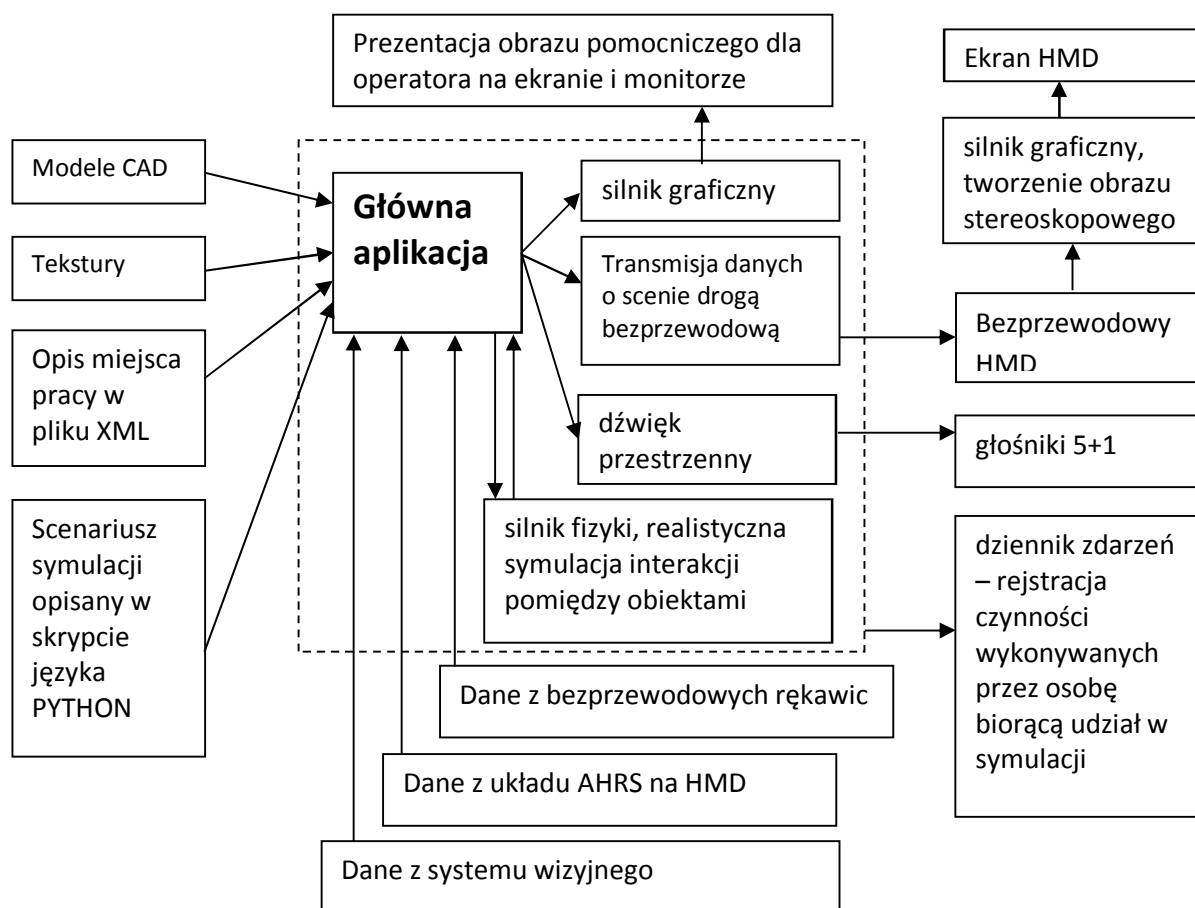 Prezentacja obrazu pomocniczego dla
operatora na ekranie i monitorze
Ekran HMD
Modele CAD
Główna
aplikacja
silnik graficzny
silnik graficzny,
tworzenie obrazu
stereoskopowego
Tekstury
Transmisja danych
o scenie drogą
bezprzewodową
Bezprzewodowy
HMD
Opis miejsca
pracy w
pliku XML
dźwięk
przestrzenny
głośniki 5+1
Scenariusz
symulacji
opisany w
skrypcie
języka
PYTHON
silnik fizyki, realistyczna
symulacja interakcji
pomiędzy obiektami
dziennik zdarzeń
– rejstracja
czynności
wykonywanych
przez osobę
biorącą udział w
symulacji
Dane z bezprzewodowych rękawic
Dane z układu AHRS na HMD
Dane z systemu wizyjnego